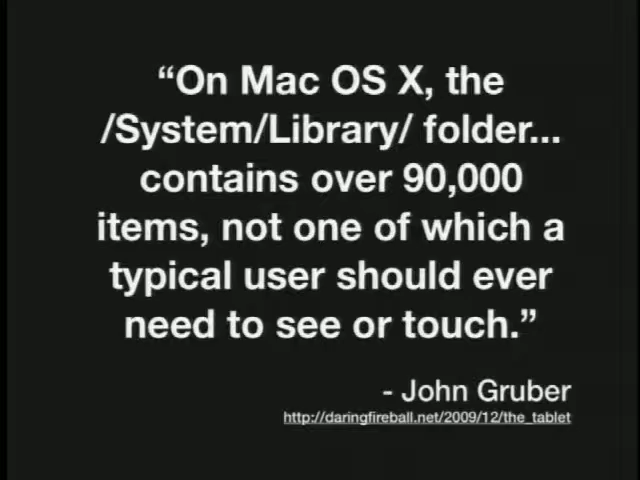 “On Mac OS X, the
/System/Library/ folder...
contains over 90,000
items, not one of which a
typical user should ever
need to see or touch.”
- John Gruber
http://daringfireball.net/2009/12/the_tablet